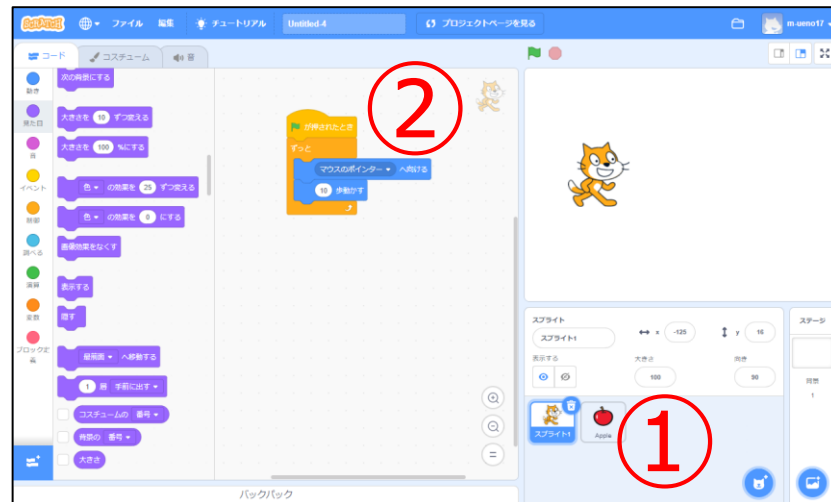 SCRATCH ファイル 編集 チュートリアル Untitled-4 プロジェクトページを見る m-ueno17
コード コスチューム 音
動き
見た目
音
イベント
制御
調べる
演算
変数
ブロック定義
次の背景にする
大きさを 10 ずつ変える
大きさを 100 %にする
色 の効果を 25 ずつ変える
色 の効果を 0 にする
画像効果をなくす
表示する
隠す
最前面 へ移動する
1 層 手前に出す
コスチュームの 番号
背景の 番号
大きさ
が押されたとき
ずっと
マウスのポインター へ向ける
10 歩動かす
②
バックパック
スプライト
スプライト1
x -125
y 16
表示する
大きさ
100
向き
90
スプライト1
Apple
①
ステージ
背景
1